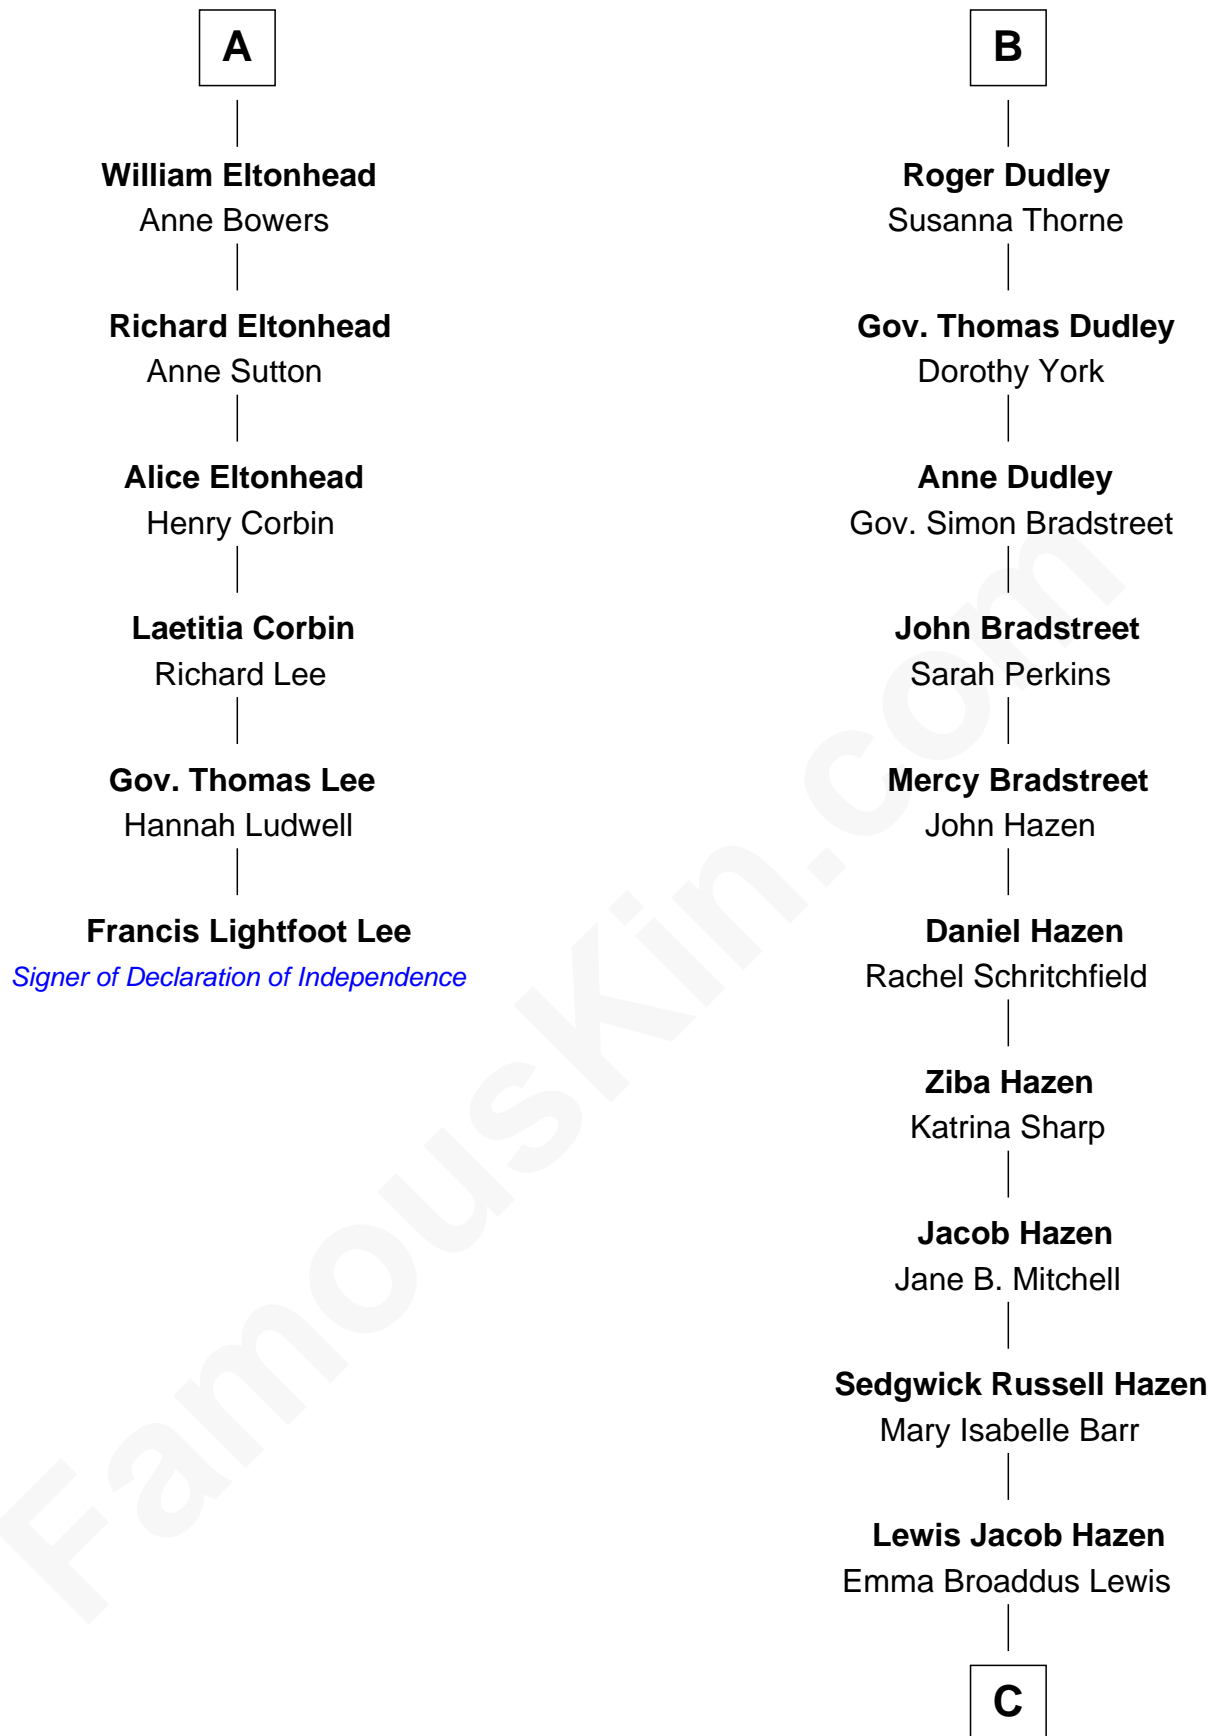 A
William Eltonhead
Anne Bowers
Richard Eltonhead
Anne Sutton
Alice Eltonhead
Henry Corbin
Laetitia Corbin
Richard Lee
Gov. Thomas Lee
Hannah Ludwell
Francis Lightfoot Lee
Signer of Declaration of Independence
B
Roger Dudley
Susanna Thorne
Gov. Thomas Dudley
Dorothy York
Anne Dudley
Gov. Simon Bradstreet
John Bradstreet
Sarah Perkins
Mercy Bradstreet
John Hazen
Daniel Hazen
Rachel Schritchfield
Ziba Hazen
Katrina Sharp
Jacob Hazen
Jane B. Mitchell
Sedgwick Russell Hazen
Mary Isabelle Barr
Lewis Jacob Hazen
Emma Broaddus Lewis
C
FamousKin.com